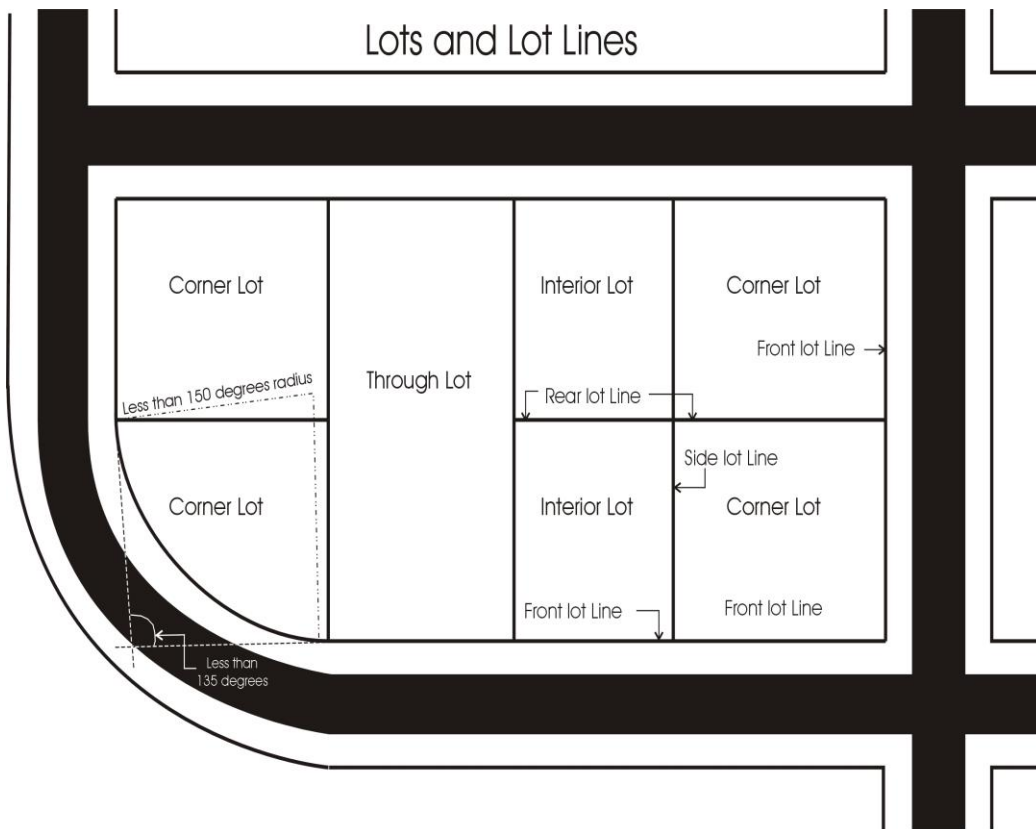 Lots and Lot Lines
Corner Lot
Interior Lot
Corner Lot
Front lot Line
Through Lot
Less than 150 degrees radius
Rear lot Line
Side lot Line
Corner Lot
Interior Lot
Corner Lot
Front lot Line
Front lot Line
Less than
135 degrees